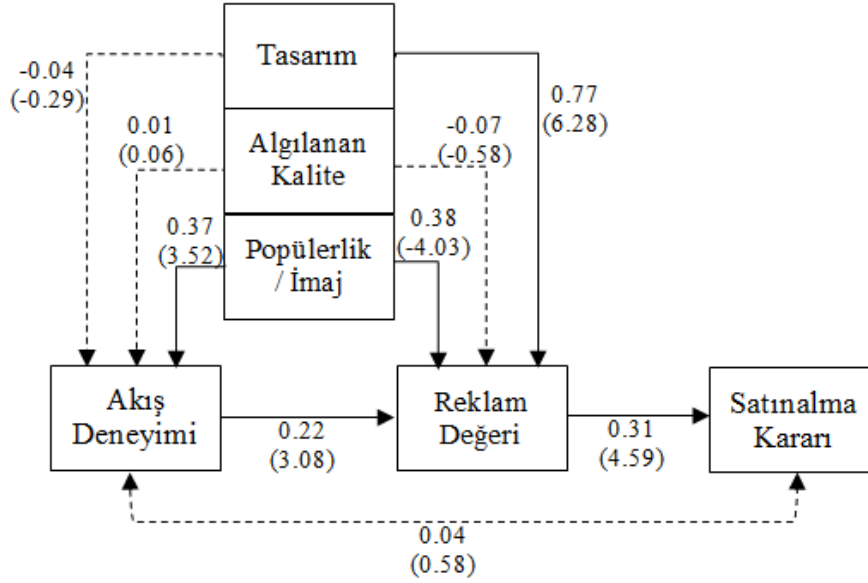 Tasarım
-0.04
(-0.29)
0.77
(6.28)
0.01
(0.06)
Algılanan
Kalite
-0.07
(-0.58)
0.37
(3.52)
Popülerlik
/ İmaj
0.38
(-4.03)
Akış
Deneyimi
0.22
(3.08)
Reklam
Değeri
0.31
(4.59)
Satınalma
Kararı
0.04
(0.58)